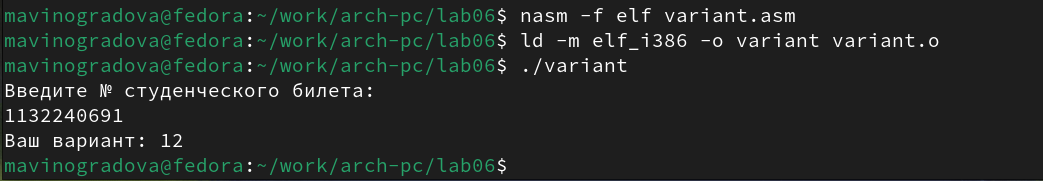 mavinogradova@fedora:~/work/arch-pc/lab06$ nasm -f elf variant.asm
mavinogradova@fedora:~/work/arch-pc/lab06$ ld -m elf_i386 -o variant variant.o
mavinogradova@fedora:~/work/arch-pc/lab06$ ./variant
Введите № студенческого билета:
1132240691
Ваш вариант: 12
mavinogradova@fedora:~/work/arch-pc/lab06$